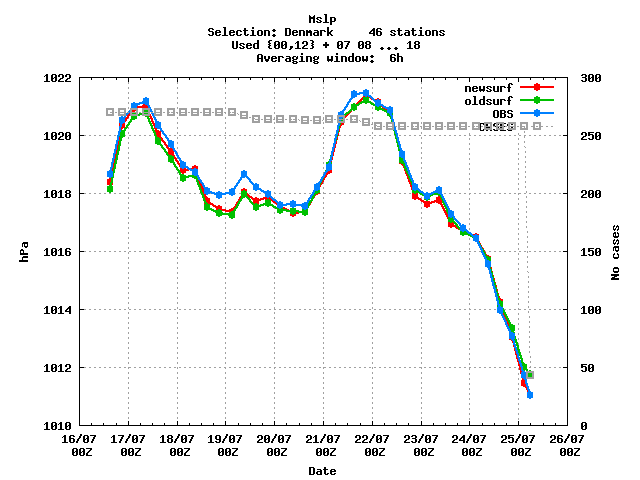 Mslp
Selection: Denmark     46 stations
Used {00,12} + 07 08 ... 18
Averaging window:  6h
1022
1020
1018
1016
1014
1012
1010
hPa
300
250
200
150
100
50
0
No cases
newsurf
oldsurf
OBS
CASES
16/07 17/07 18/07 19/07 20/07 21/07 22/07 23/07 24/07 25/07 26/07
00Z 00Z 00Z 00Z 00Z 00Z 00Z 00Z 00Z 00Z 00Z
Date